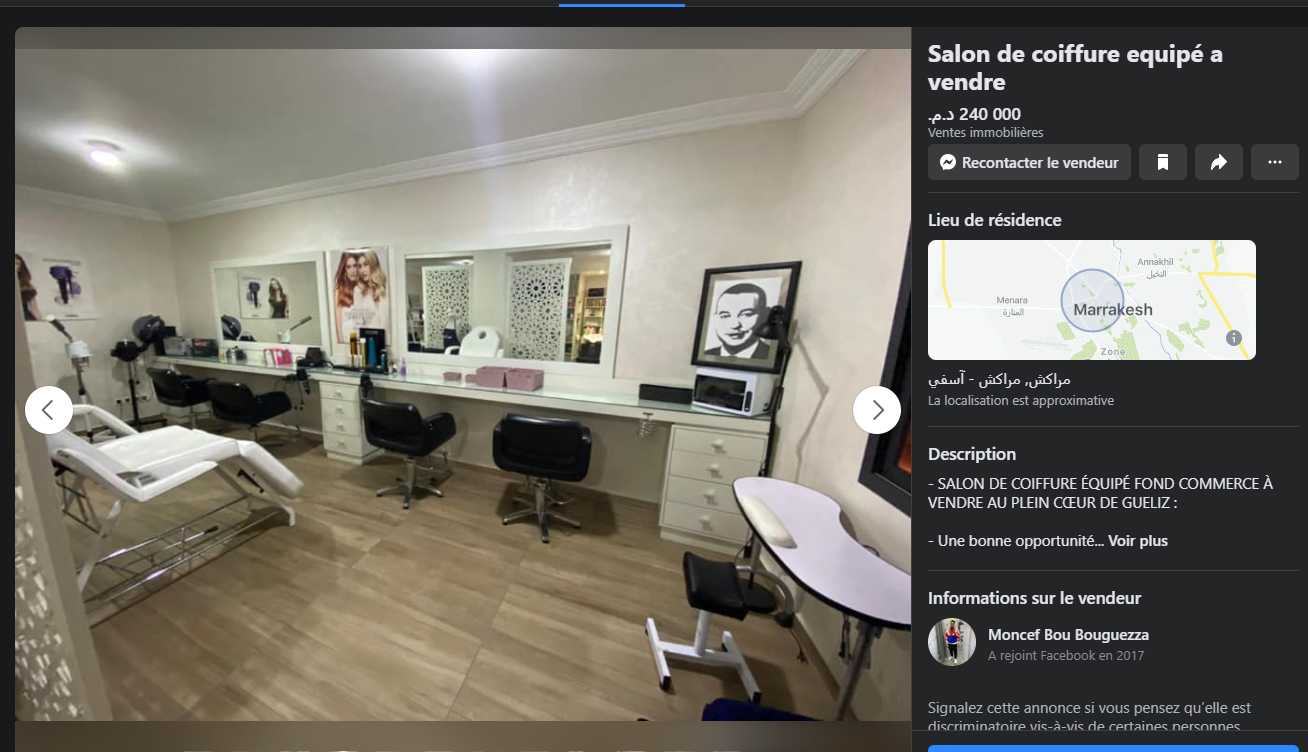 Salon de coiffure equipé a
vendre
240 000 د.م.
Ventes immobilières
Recontacter le vendeur
Lieu de résidence
Annakhil
النخيل
Menara
المنارة
Marrakesh
Zone
مراكش, مراكش - آسفي
La localisation est approximative
Description
- SALON DE COIFFURE ÉQUIPÉ FOND COMMERCE À
VENDRE AU PLEIN CŒUR DE GUELIZ :
- Une bonne opportunité... Voir plus
Informations sur le vendeur
Moncef Bou Bouguezza
A rejoint Facebook en 2017
Signalez cette annonce si vous pensez qu'elle est
discriminatoire vis-à-vis de certaines personnes